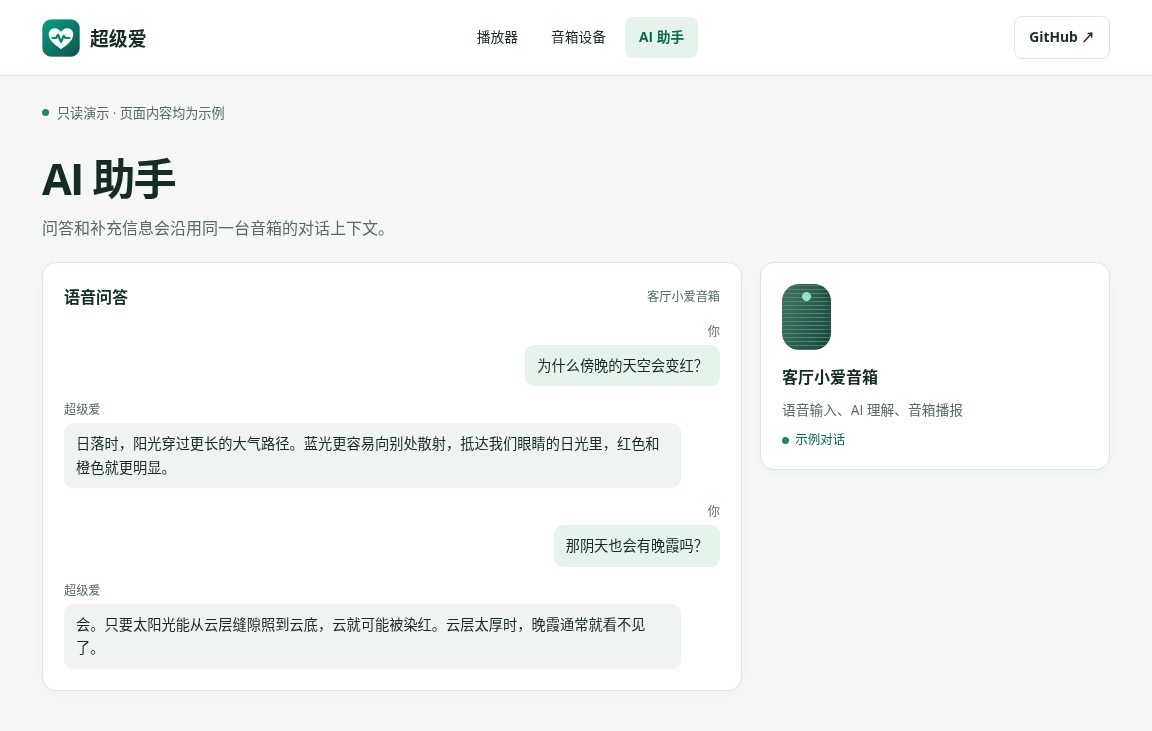 超级爱
播放器
音箱设备
AI 助手
GitHub ↗
只读演示 · 页面内容均为示例
AI 助手
问答和补充信息会沿用同一台音箱的对话上下文。
语音问答
客厅小爱音箱
你
为什么傍晚的天空会变红？
超级爱
日落时，阳光穿过更长的大气路径。蓝光更容易向别处散射，抵达我们眼睛的日光里，红色和
橙色就更明显。
你
那阴天也会有晚霞吗？
超级爱
会。只要太阳光能从云层缝隙照到云底，云就可能被染红。云层太厚时，晚霞通常就看不见
了。
客厅小爱音箱
语音输入、AI 理解、音箱播报
示例对话